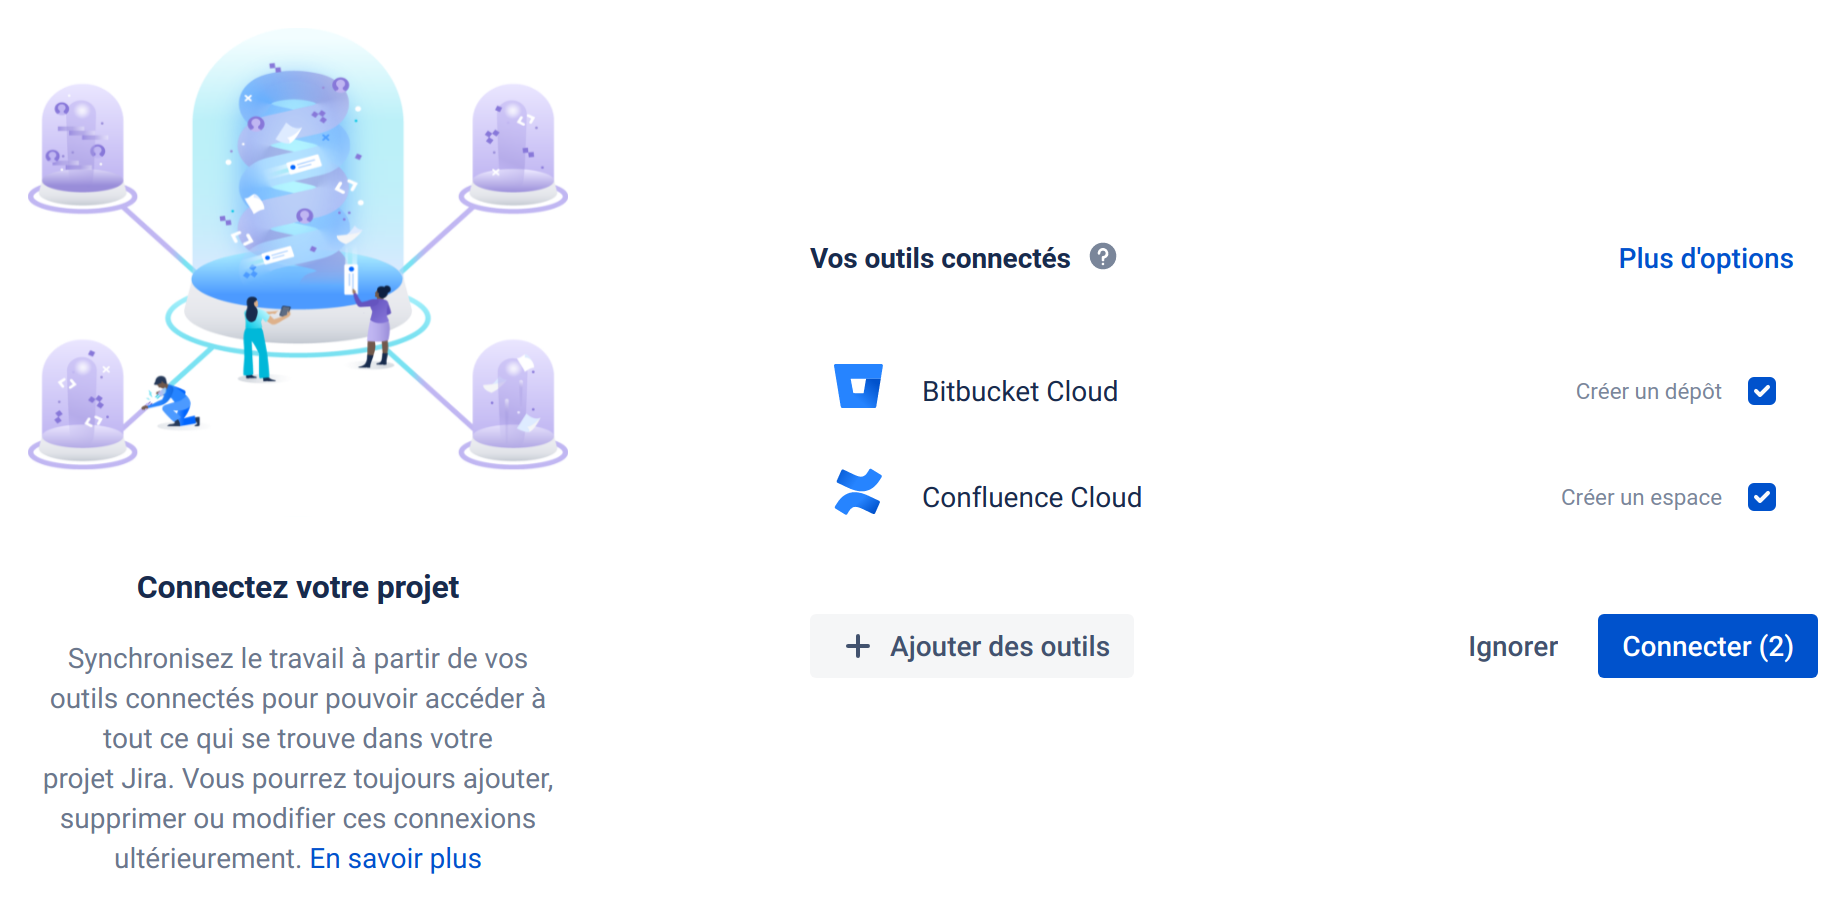 Connectez votre projet
Synchronisez le travail à partir de vos
outils connectés pour pouvoir accéder à
tout ce qui se trouve dans votre
projet Jira. Vous pourrez toujours ajouter,
supprimer ou modifier ces connexions
ultérieurement. En savoir plus
Vos outils connectés ?
Plus d'options
Bitbucket Cloud
Créer un dépôt
Confluence Cloud
Créer un espace
+ Ajouter des outils
Ignorer
Connecter (2)